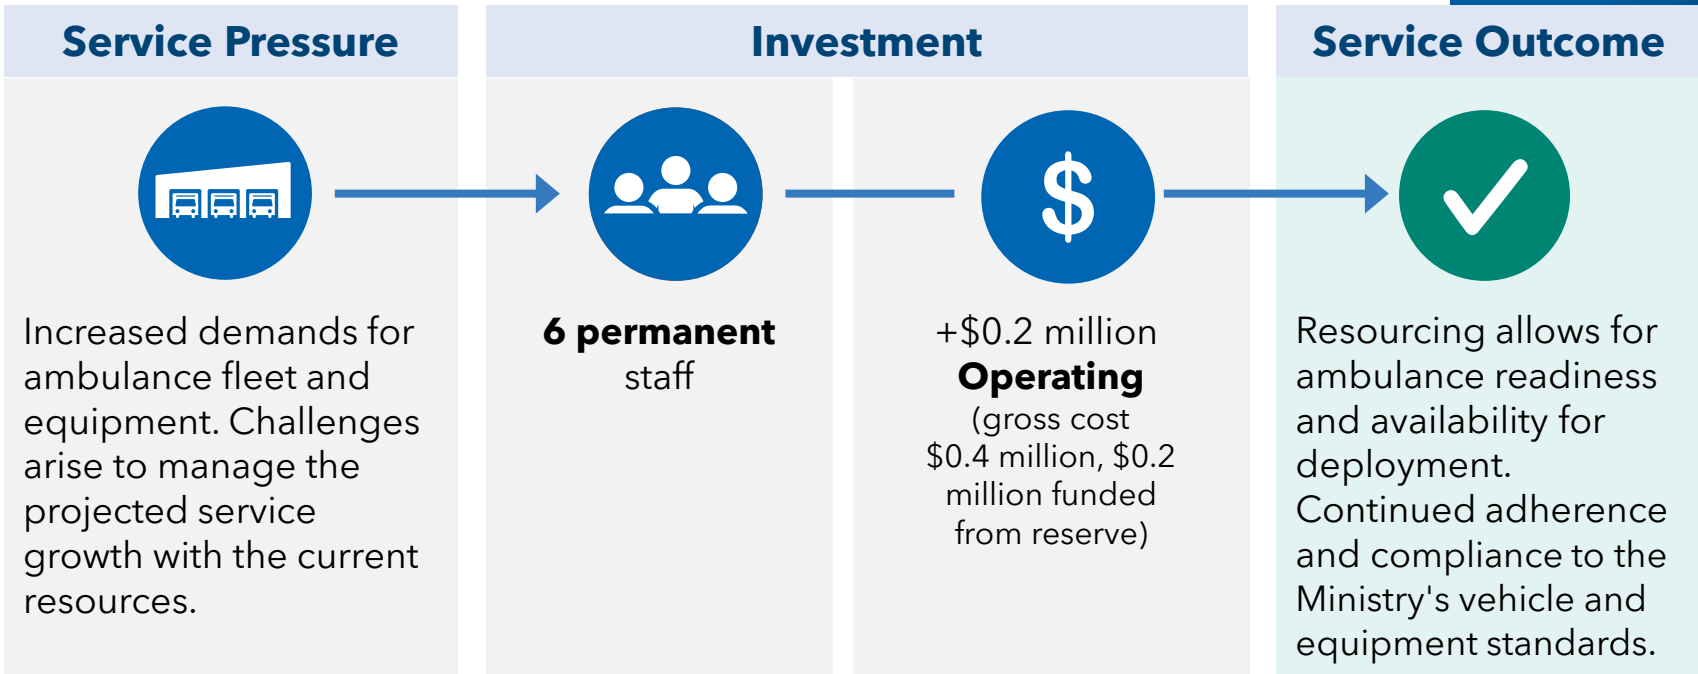 Service Pressure
Investment
Service Outcome
Increased demands for
ambulance fleet and
equipment. Challenges
arise to manage the
projected service
growth with the current
resources.
6 permanent
staff
$
+$0.2 million
Operating
(gross cost
$0.4 million, $0.2
million funded
from reserve)
Resourcing allows for
ambulance readiness
and availability for
deployment.
Continued adherence
and compliance to the
Ministry's vehicle and
equipment standards.